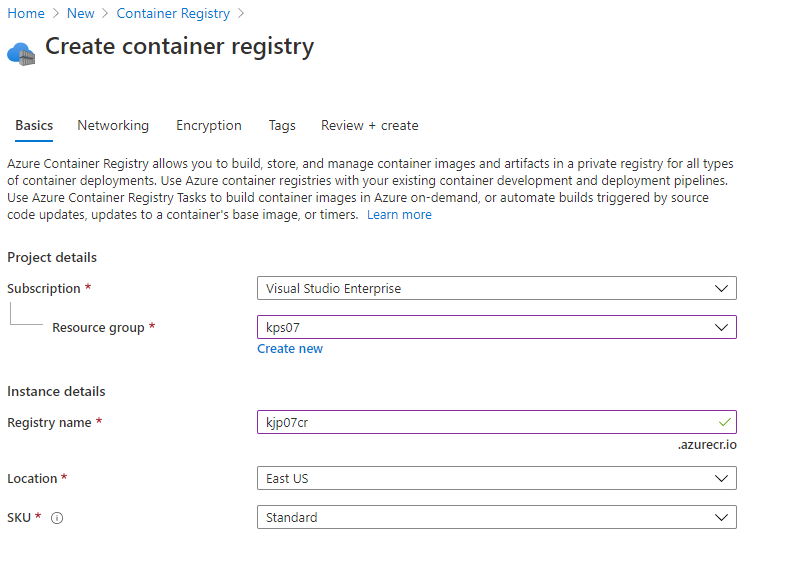 Home > New > Container Registry >
Create container registry
Basics Networking Encryption Tags Review + create
Azure Container Registry allows you to build, store, and manage container images and artifacts in a private registry for all types
of container deployments. Use Azure container registries with your existing container development and deployment pipelines.
Use Azure Container Registry Tasks to build container images in Azure on-demand, or automate builds triggered by source
code updates, updates to a container's base image, or timers. Learn more
Project details
Subscription * Visual Studio Enterprise
Resource group * kps07
Create new
Instance details
Registry name * kjp07cr
.azurecr.io
Location * East US
SKU * Standard